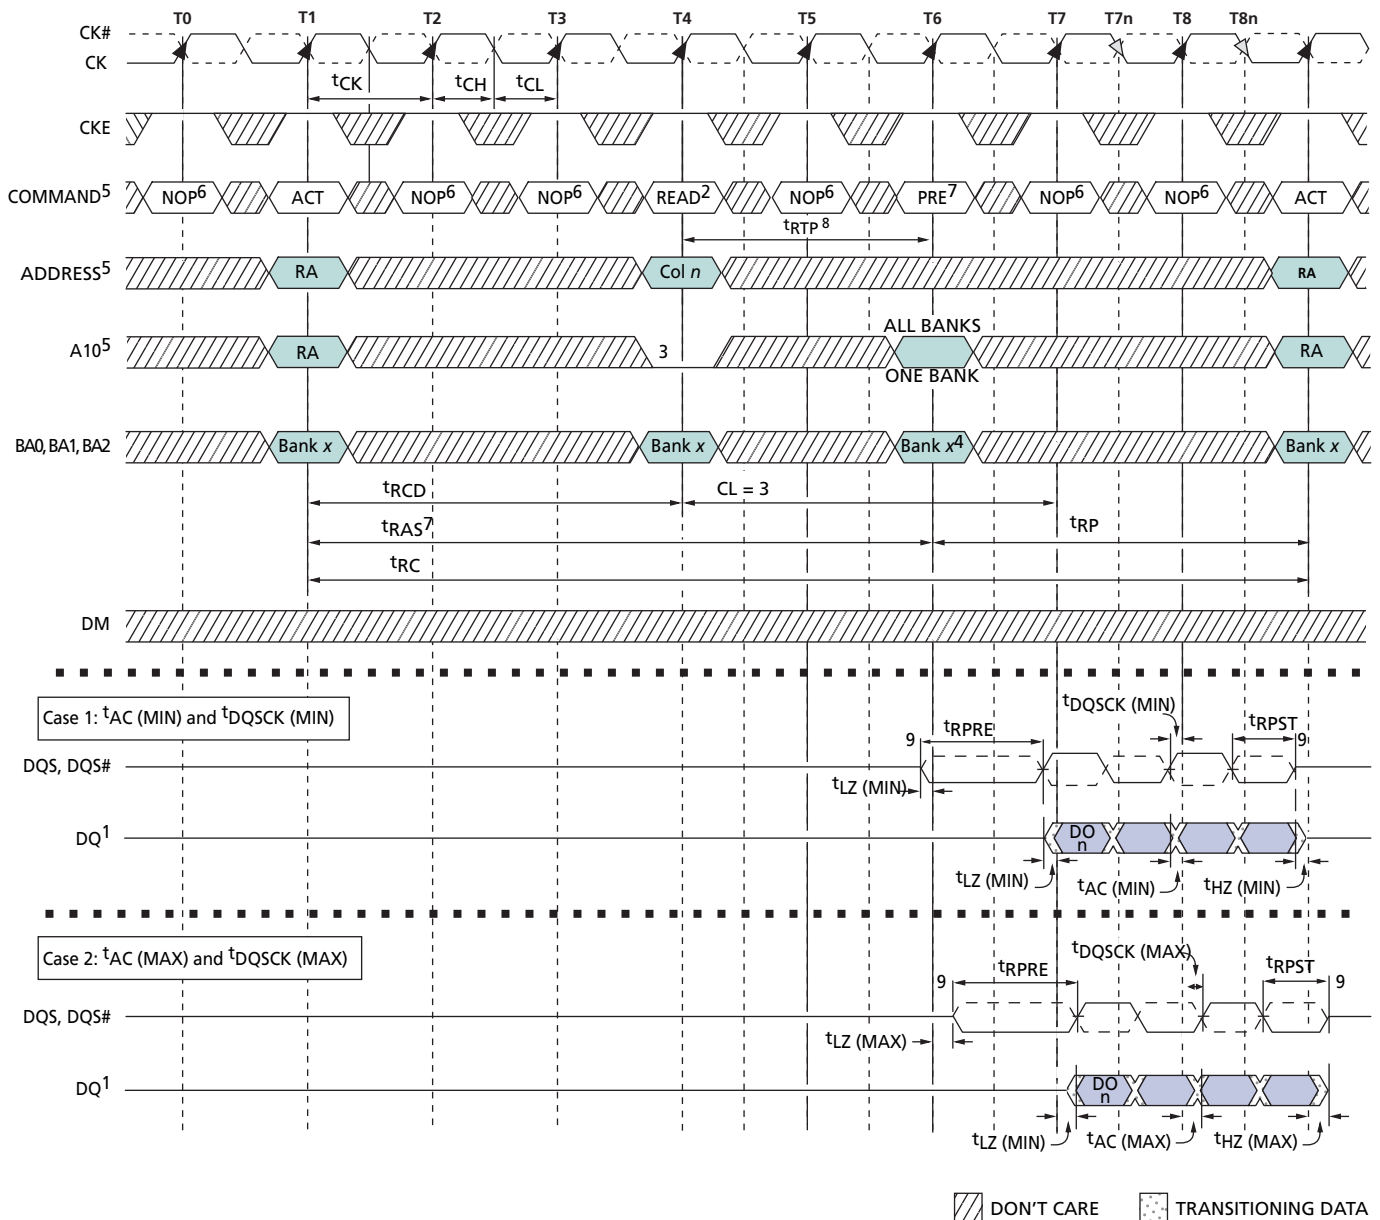 T0 T1 T2 T3 T4 T5 T6 T7 T7n T8 T8n
CK#
CK
tCK tCH tCL
CKE
COMMAND5 NOP6 ACT NOP6 NOP6 READ2 NOP6 PRE7 NOP6 NOP6 ACT
tRTP 8
ADDRESS5 RA Col n RA
ALL BANKS
A105 RA 3 RA
ONE BANK
BA0, BA1, BA2 Bank x Bank x Bank x4 Bank x
tRCD CL = 3
tRAS7 tRP
tRC
DM
Case 1: tAC (MIN) and tDQSCK (MIN)
tDQSCK (MIN)
9 tRPRE tRPST 9
DQS, DQS#
tLZ (MIN)
DQ1 DO
n
tLZ (MIN) tAC (MIN) tHZ (MIN)
Case 2: tAC (MAX) and tDQSCK (MAX)
tDQSCK (MAX)
9 tRPRE tRPST 9
DQS, DQS#
tLZ (MAX)
DQ1 DO
n
tLZ (MIN) tAC (MAX) tHZ (MAX)
DON'T CARE TRANSITIONING DATA